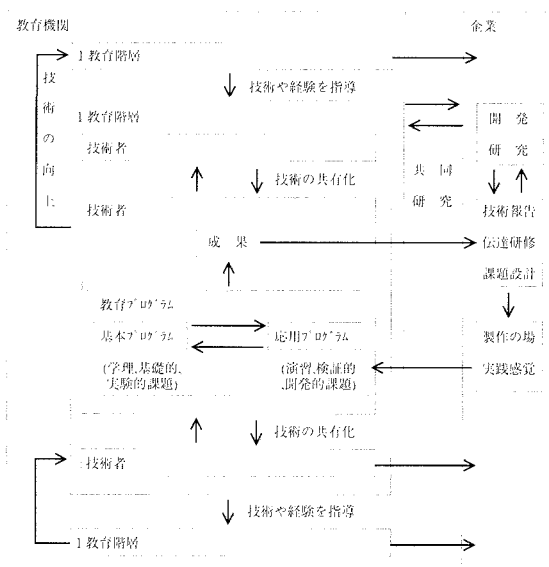 教育機関
企業
1教育階層
技術や経験を指導
技術の向上
1教育階層
技術者
開発
研究
共同
研究
技術の共有化
技術者
技術報告
成果
伝達研修
課題設計
教育プログラム
基本プログラム
応用プログラム
製作の場
(学理,基礎的,
実験的課題)
(演習,検証的
,開発的課題)
実践感覚
技術の共有化
技術者
技術や経験を指導
1教育階層